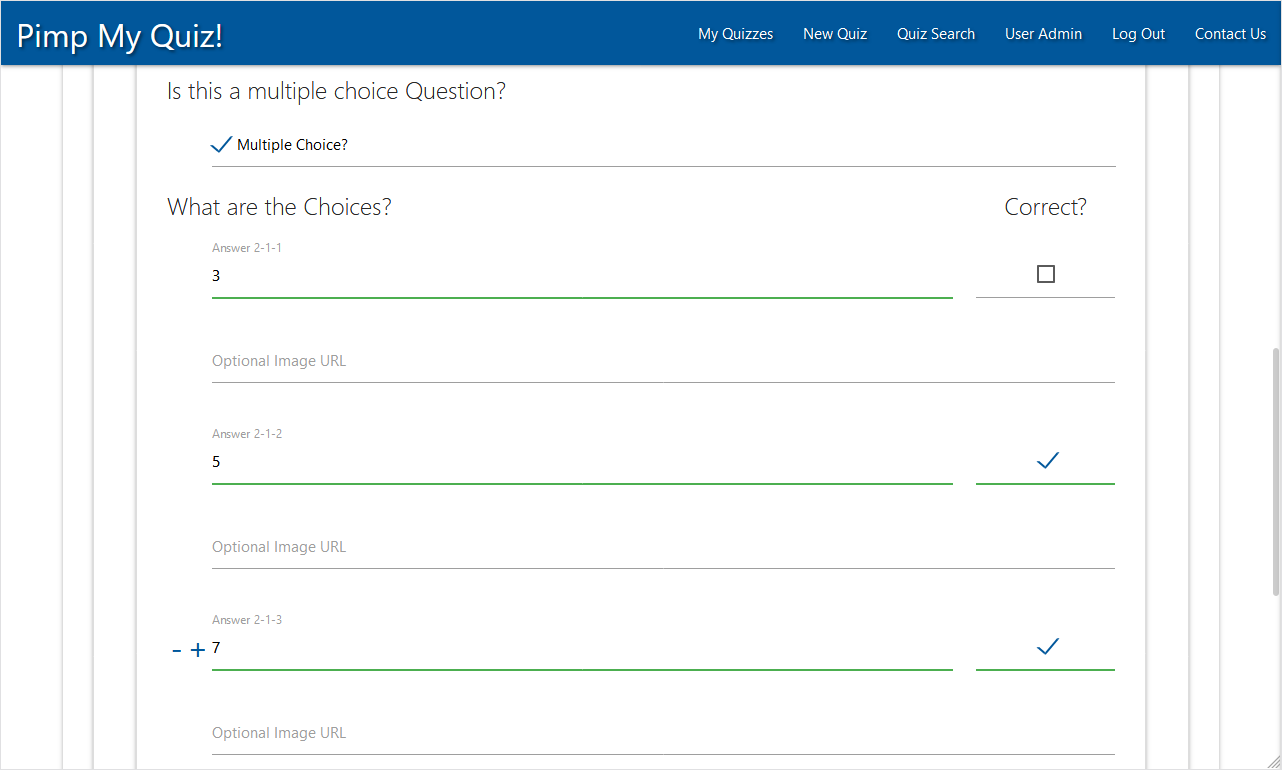 Pimp My Quiz!
My Quizzes New Quiz Quiz Search User Admin Log Out Contact Us
Is this a multiple choice Question?
Multiple Choice?
What are the Choices? Correct?
Answer 2-1-1
3
Optional Image URL
Answer 2-1-2
5
Optional Image URL
Answer 2-1-3
- + 7
Optional Image URL